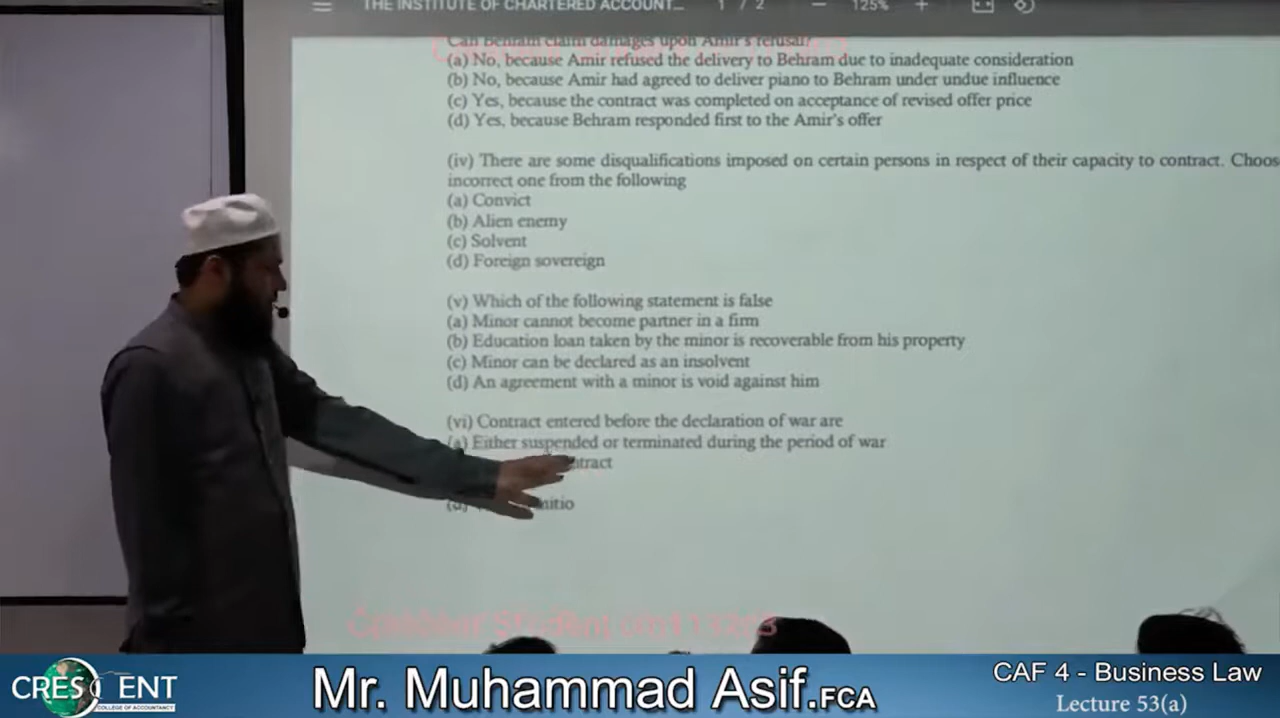 THE INSTITUTE OF CHARTERED ACCOUNT... 1 / 2 — 125% +
Can Behram claim damages upon Amir's refusal?
(a) No, because Amir refused the delivery to Behram due to inadequate consideration
(b) No, because Amir had agreed to deliver piano to Behram under undue influence
(c) Yes, because the contract was completed on acceptance of revised offer price
(d) Yes, because Behram responded first to the Amir's offer
(iv) There are some disqualifications imposed on certain persons in respect of their capacity to contract. Choos
incorrect one from the following
(a) Convict
(b) Alien enemy
(c) Solvent
(d) Foreign sovereign
(v) Which of the following statement is false
(a) Minor cannot become partner in a firm
(b) Education loan taken by the minor is recoverable from his property
(c) Minor can be declared as an insolvent
(d) An agreement with a minor is void against him
(vi) Contract entered before the declaration of war are
(a) Either suspended or terminated during the period of war
CRESCENT
COLLEGE OF ACCOUNTANCY
Mr. Muhammad Asif.FCA
CAF 4 - Business Law
Lecture 53(a)